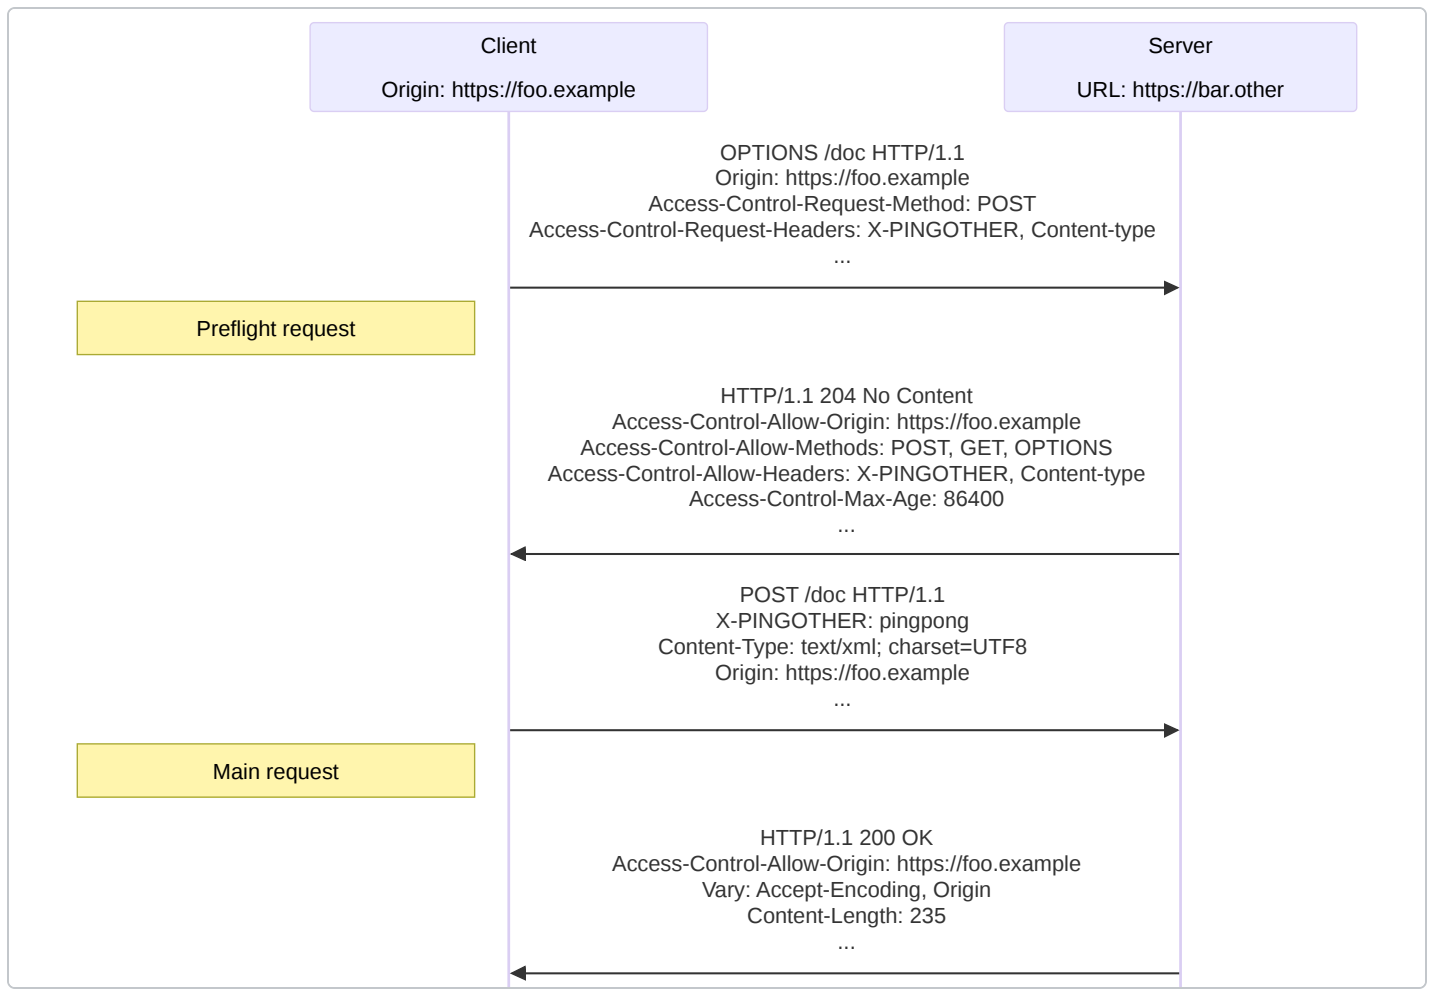 Client
Origin: https://foo.example
Server
URL: https://bar.other
OPTIONS /doc HTTP/1.1
Origin: https://foo.example
Access-Control-Request-Method: POST
Access-Control-Request-Headers: X-PINGOTHER, Content-type
...
Preflight request
HTTP/1.1 204 No Content
Access-Control-Allow-Origin: https://foo.example
Access-Control-Allow-Methods: POST, GET, OPTIONS
Access-Control-Allow-Headers: X-PINGOTHER, Content-type
Access-Control-Max-Age: 86400
...
POST /doc HTTP/1.1
X-PINGOTHER: pingpong
Content-Type: text/xml; charset=UTF8
Origin: https://foo.example
...
Main request
HTTP/1.1 200 OK
Access-Control-Allow-Origin: https://foo.example
Vary: Accept-Encoding, Origin
Content-Length: 235
...